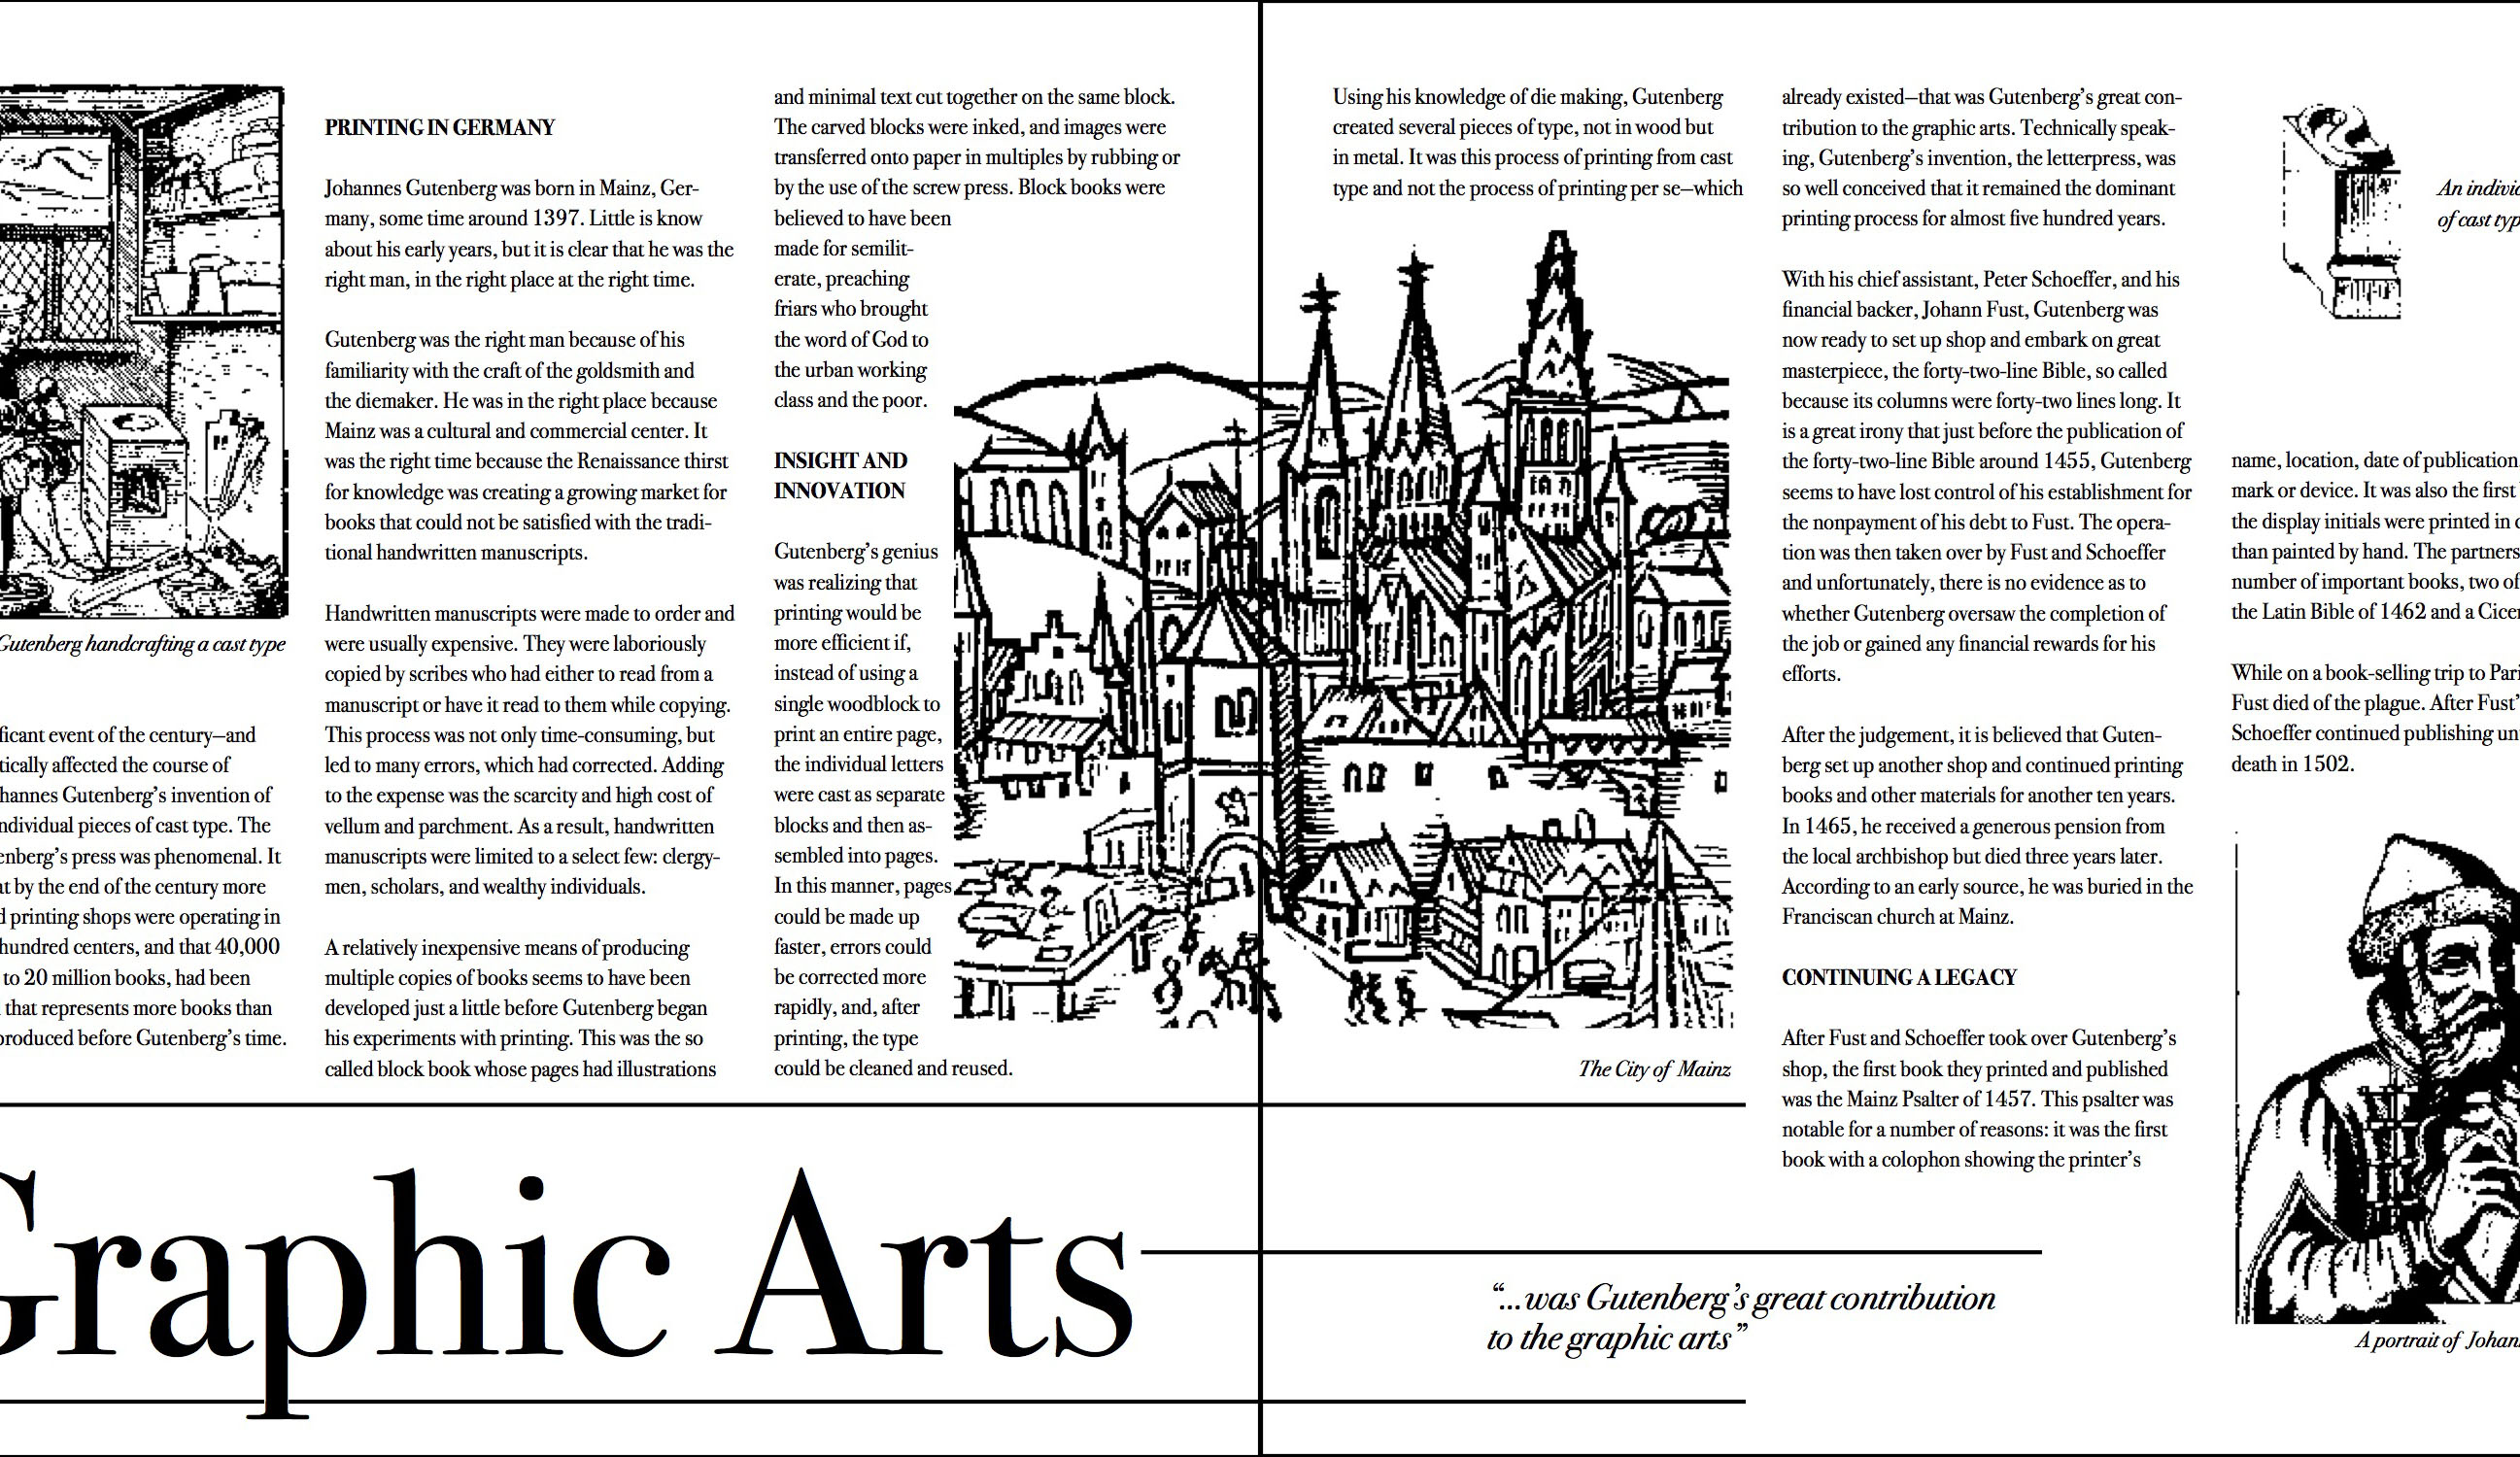 Gutenberg handcrafting a cast type
ficant event of the century—and
tically affected the course of
hannes Gutenberg's invention of
ndividual pieces of cast type. The
enberg's press was phenomenal. It
at by the end of the century more
d printing shops were operating in
hundred centers, and that 40,000
to 20 million books, had been
that represents more books than
produced before Gutenberg's time.
PRINTING IN GERMANY
Johannes Gutenberg was born in Mainz, Ger-
many, some time around 1397. Little is know
about his early years, but it is clear that he was the
right man, in the right place at the right time.
Gutenberg was the right man because of his
familiarity with the craft of the goldsmith and
the diemaker. He was in the right place because
Mainz was a cultural and commercial center. It
was the right time because the Renaissance thirst
for knowledge was creating a growing market for
books that could not be satisfied with the tradi-
tional handwritten manuscripts.
Handwritten manuscripts were made to order and
were usually expensive. They were laboriously
copied by scribes who had either to read from a
manuscript or have it read to them while copying.
This process was not only time-consuming, but
led to many errors, which had corrected. Adding
to the expense was the scarcity and high cost of
vellum and parchment. As a result, handwritten
manuscripts were limited to a select few: clergy-
men, scholars, and wealthy individuals.
A relatively inexpensive means of producing
multiple copies of books seems to have been
developed just a little before Gutenberg began
his experiments with printing. This was the so
called block book whose pages had illustrations
and minimal text cut together on the same block.
The carved blocks were inked, and images were
transferred onto paper in multiples by rubbing or
by the use of the screw press. Block books were
believed to have been
made for semilit-
erate, preaching
friars who brought
the word of God to
the urban working
class and the poor.
INSIGHT AND
INNOVATION
Gutenberg's genius
was realizing that
printing would be
more efficient if,
instead of using a
single woodblock to
print an entire page,
the individual letters
were cast as separate
blocks and then as-
sembled into pages.
In this manner, pages
could be made up
faster, errors could
be corrected more
rapidly, and, after
printing, the type
could be cleaned and reused.
Using his knowledge of die making, Gutenberg
created several pieces of type, not in wood but
in metal. It was this process of printing from cast
type and not the process of printing per se—which
The City of Mainz
already existed—that was Gutenberg's great con-
tribution to the graphic arts. Technically speak-
ing, Gutenberg's invention, the letterpress, was
so well conceived that it remained the dominant
printing process for almost five hundred years.
With his chief assistant, Peter Schoeffer, and his
financial backer, Johann Fust, Gutenberg was
now ready to set up shop and embark on great
masterpiece, the forty-two-line Bible, so called
because its columns were forty-two lines long. It
is a great irony that just before the publication of
the forty-two-line Bible around 1455, Gutenberg
seems to have lost control of his establishment for
the nonpayment of his debt to Fust. The opera-
tion was then taken over by Fust and Schoeffer
and unfortunately, there is no evidence as to
whether Gutenberg oversaw the completion of
the job or gained any financial rewards for his
efforts.
After the judgement, it is believed that Guten-
berg set up another shop and continued printing
books and other materials for another ten years.
In 1465, he received a generous pension from
the local archbishop but died three years later.
According to an early source, he was buried in the
Franciscan church at Mainz.
CONTINUING A LEGACY
After Fust and Schoeffer took over Gutenberg's
shop, the first book they printed and published
was the Mainz Psalter of 1457. This psalter was
notable for a number of reasons: it was the first
book with a colophon showing the printer's
An indivi
of cast typ
name, location, date of publication,
mark or device. It was also the first
the display initials were printed in
than painted by hand. The partners
number of important books, two of
the Latin Bible of 1462 and a Cicer
While on a book-selling trip to Pari
Fust died of the plague. After Fust'
Schoeffer continued publishing un
death in 1502.
A portrait of Johan
Graphic Arts
"...was Gutenberg's great contribution
to the graphic arts"